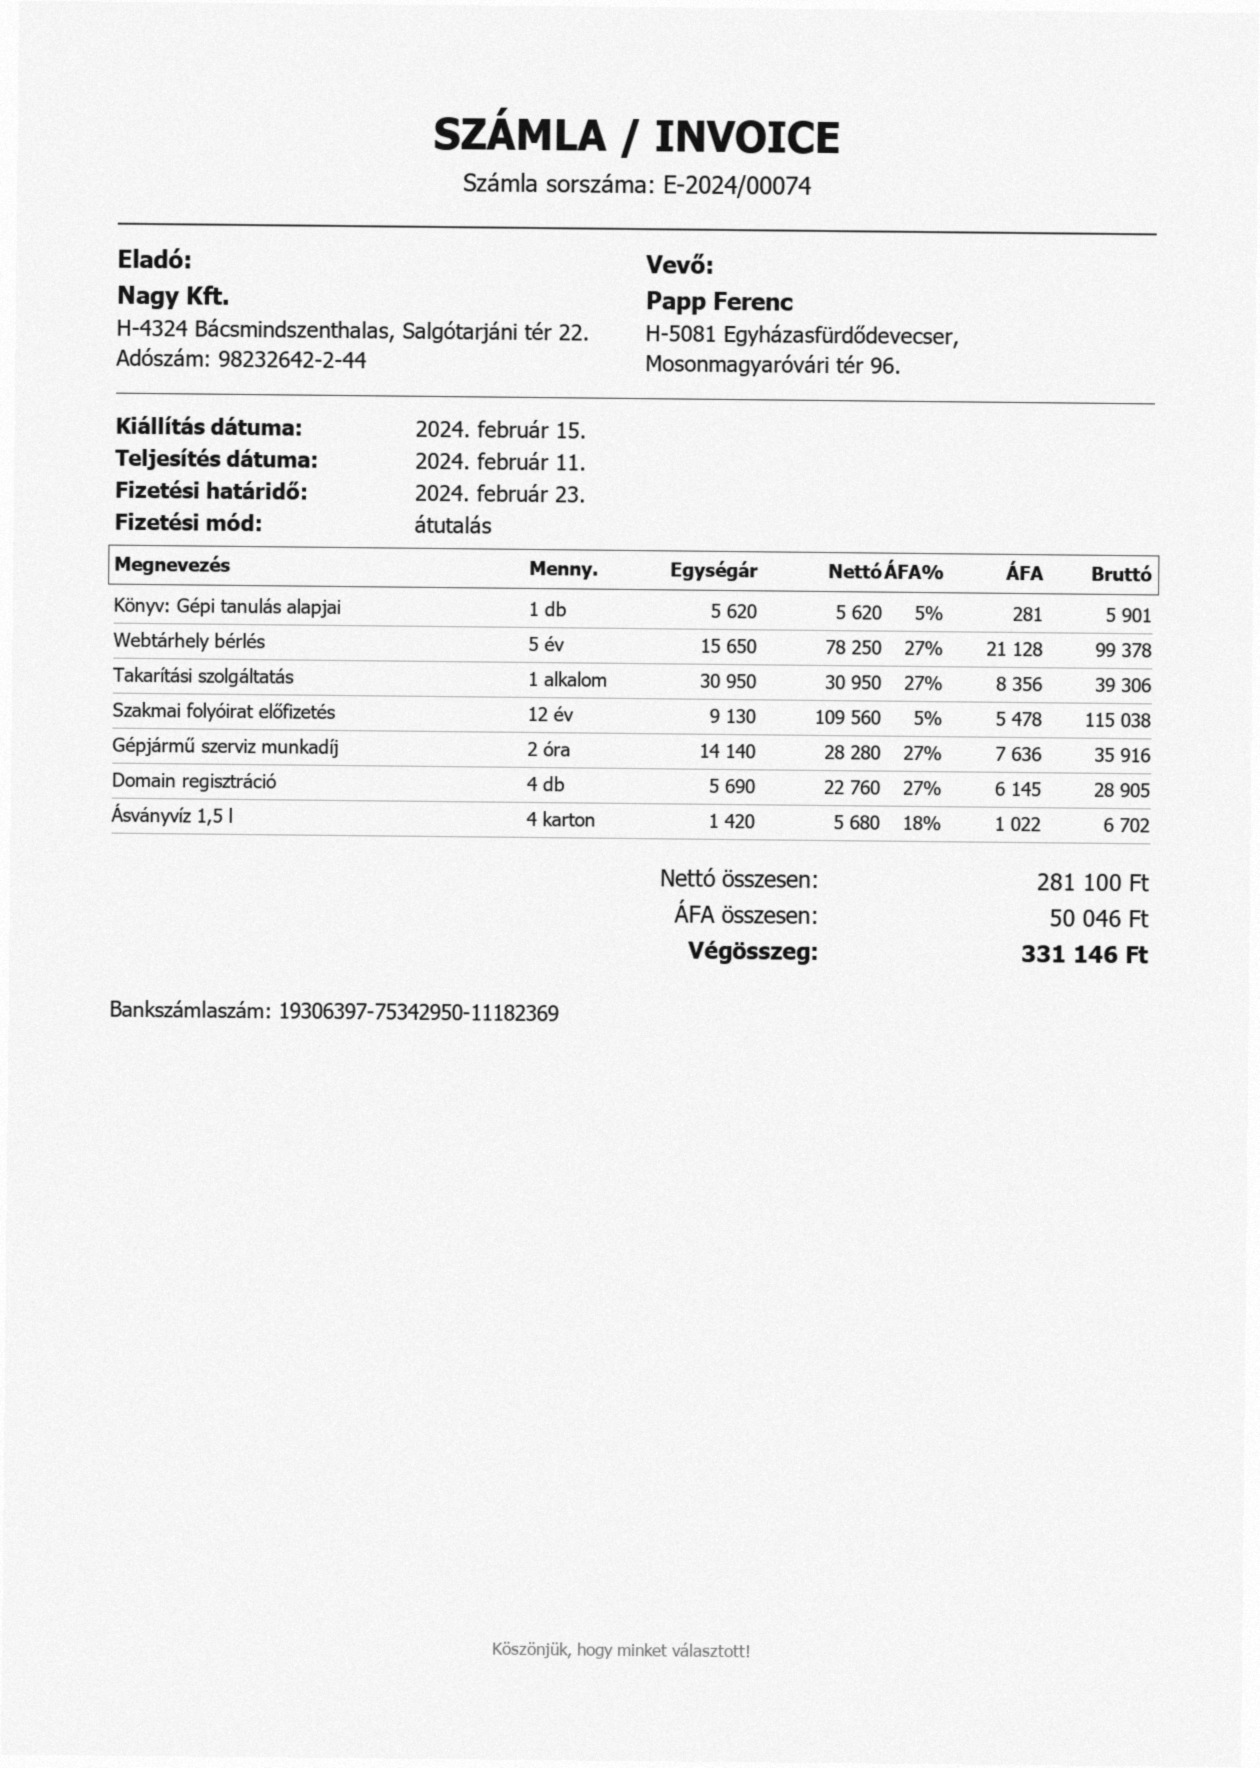 SZÁMLA / INVOICE
Számla sorszáma: E-2024/00074
Eladó:
Nagy Kft.
H-4324 Bácsmindszenthalas, Salgótarjáni tér 22.
Adószám: 98232642-2-44
Vevő:
Papp Ferenc
H-5081 Egyházasfürdődevecser,
Mosonmagyaróvári tér 96.
Kiállítás dátuma: 2024. február 15.
Teljesítés dátuma: 2024. február 11.
Fizetési határidő: 2024. február 23.
Fizetési mód: átutalás
Megnevezés Menny. Egységár Nettó ÁFA% ÁFA Bruttó
Könyv: Gépi tanulás alapjai 1 db 5 620 5 620 5% 281 5 901
Webtárhely bérlés 5 év 15 650 78 250 27% 21 128 99 378
Takarítási szolgáltatás 1 alkalom 30 950 30 950 27% 8 356 39 306
Szakmai folyóirat előfizetés 12 év 9 130 109 560 5% 5 478 115 038
Gépjármű szerviz munkadíj 2 óra 14 140 28 280 27% 7 636 35 916
Domain regisztráció 4 db 5 690 22 760 27% 6 145 28 905
Ásványvíz 1,5 l 4 karton 1 420 5 680 18% 1 022 6 702
Nettó összesen: 281 100 Ft
ÁFA összesen: 50 046 Ft
Végösszeg: 331 146 Ft
Bankszámlaszám: 19306397-75342950-11182369
Köszönjük, hogy minket választott!